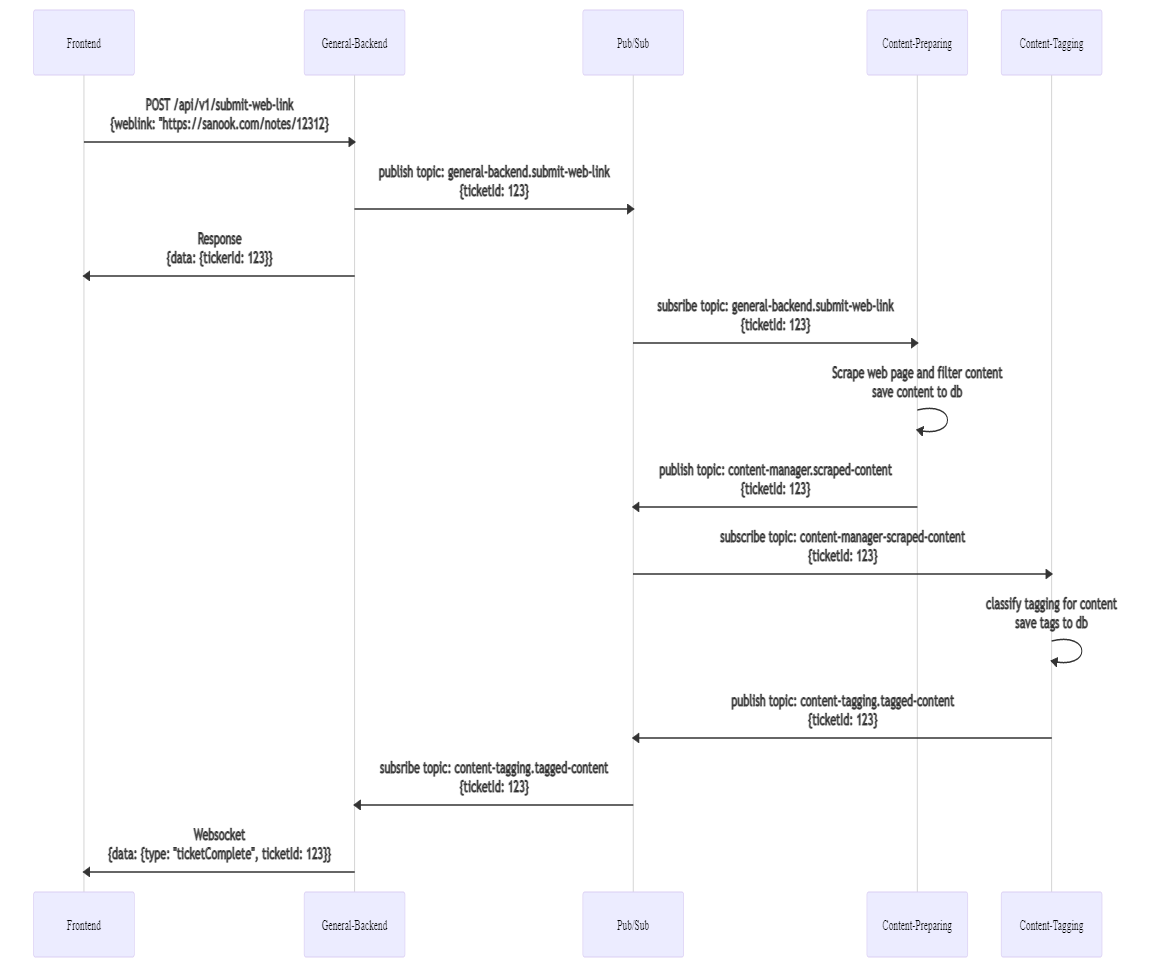 Frontend
General-Backend
Pub/Sub
Content-Preparing
Content-Tagging
POST /api/v1/submit-web-link
{weblink: "https://sanook.com/notes/12312}
publish topic: general-backend.submit-web-link
{ticketId: 123}
Response
{data: {tickerId: 123}}
subsribe topic: general-backend.submit-web-link
{ticketId: 123}
Scrape web page and filter content
save content to db
publish topic: content-manager.scraped-content
{ticketId: 123}
subscribe topic: content-manager-scraped-content
{ticketId: 123}
classify tagging for content
save tags to db
publish topic: content-tagging.tagged-content
{ticketId: 123}
subsribe topic: content-tagging.tagged-content
{ticketId: 123}
Websocket
{data: {type: "ticketComplete", ticketId: 123}}
Frontend
General-Backend
Pub/Sub
Content-Preparing
Content-Tagging